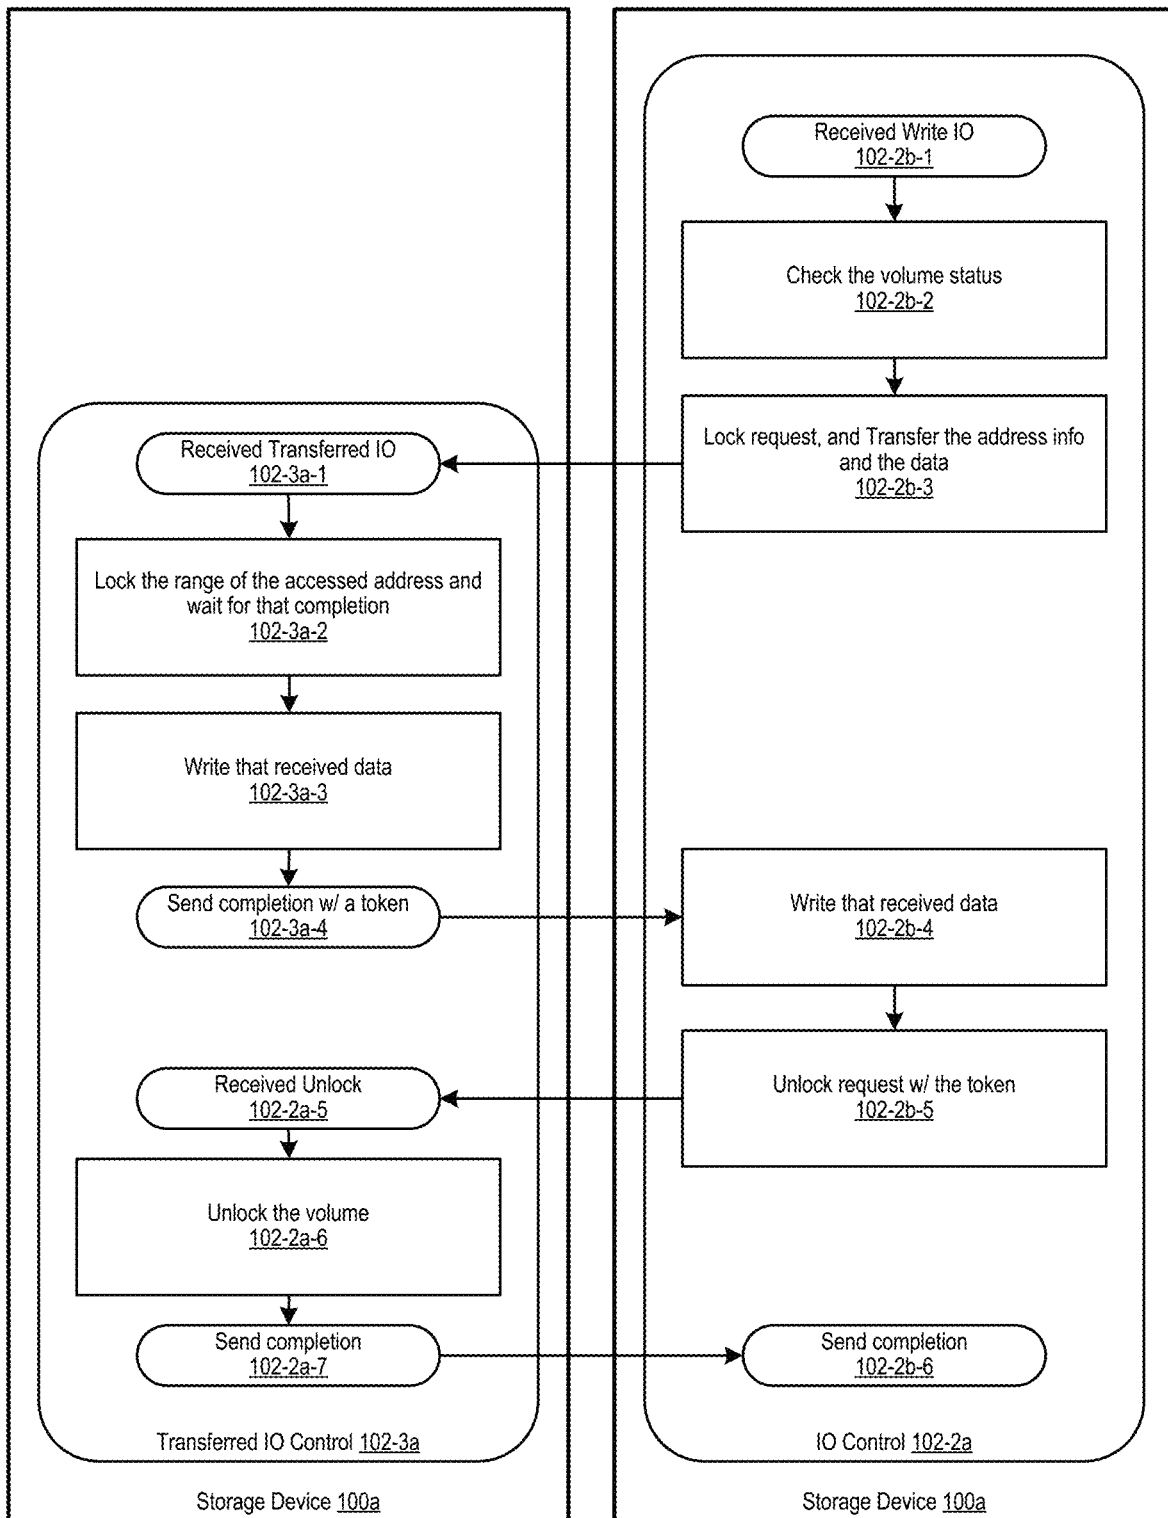 Received Write IO
102-2b-1
Check the volume status
102-2b-2
Lock request, and Transfer the address info
and the data
102-2b-3
Received Transferred IO
102-3a-1
Lock the range of the accessed address and
wait for that completion
102-3a-2
Write that received data
102-3a-3
Send completion w/ a token
102-3a-4
Write that received data
102-2b-4
Unlock request w/ the token
102-2b-5
Received Unlock
102-2a-5
Unlock the volume
102-2a-6
Send completion
102-2a-7
Send completion
102-2b-6
Transferred IO Control 102-3a
IO Control 102-2a
Storage Device 100a
Storage Device 100a